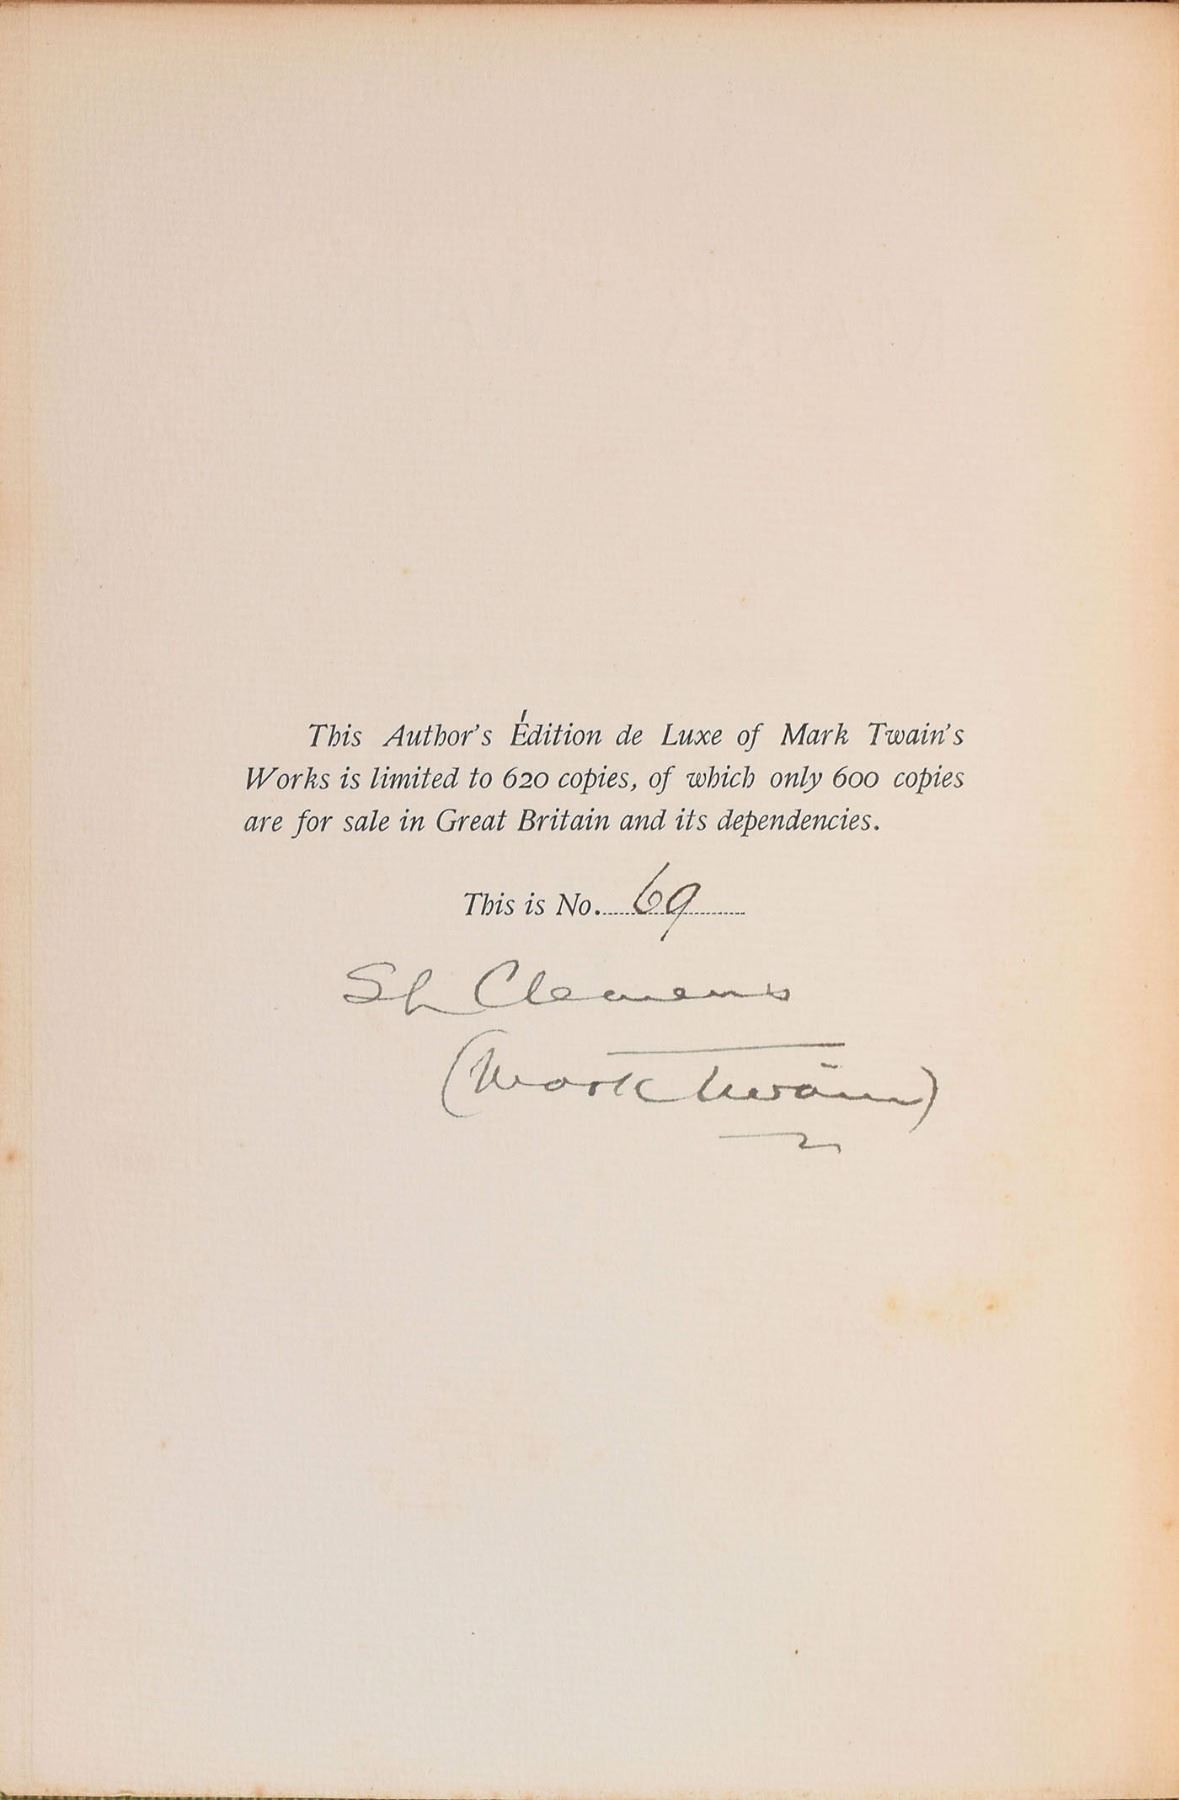 This Author's Édition de Luxe of Mark Twain's
Works is limited to 620 copies, of which only 600 copies
are for sale in Great Britain and its dependencies.
This is No. 69
SL Clemens
(Mark Twain)